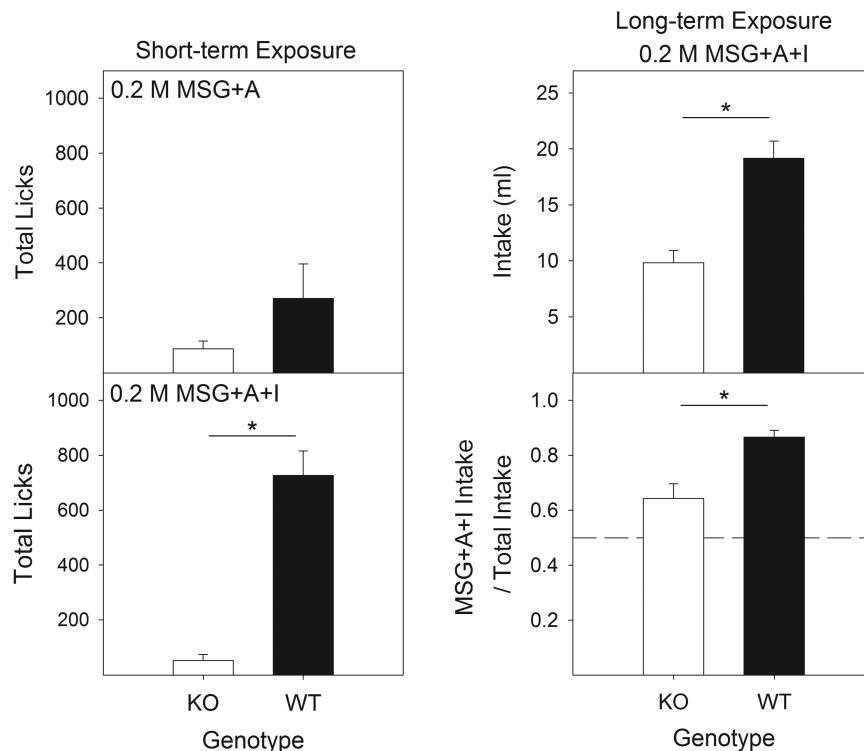 Short-term Exposure
0.2 M MSG+A
1000
800
600
400
200
Total Licks
0.2 M MSG+A+I
*
1000
800
600
400
200
Total Licks
KO
WT
Genotype
Long-term Exposure
0.2 M MSG+A+I
*
25
20
15
10
5
Intake (ml)
*
1.0
0.8
0.6
0.4
0.2
MSG+A+I Intake
/ Total Intake
KO
WT
Genotype